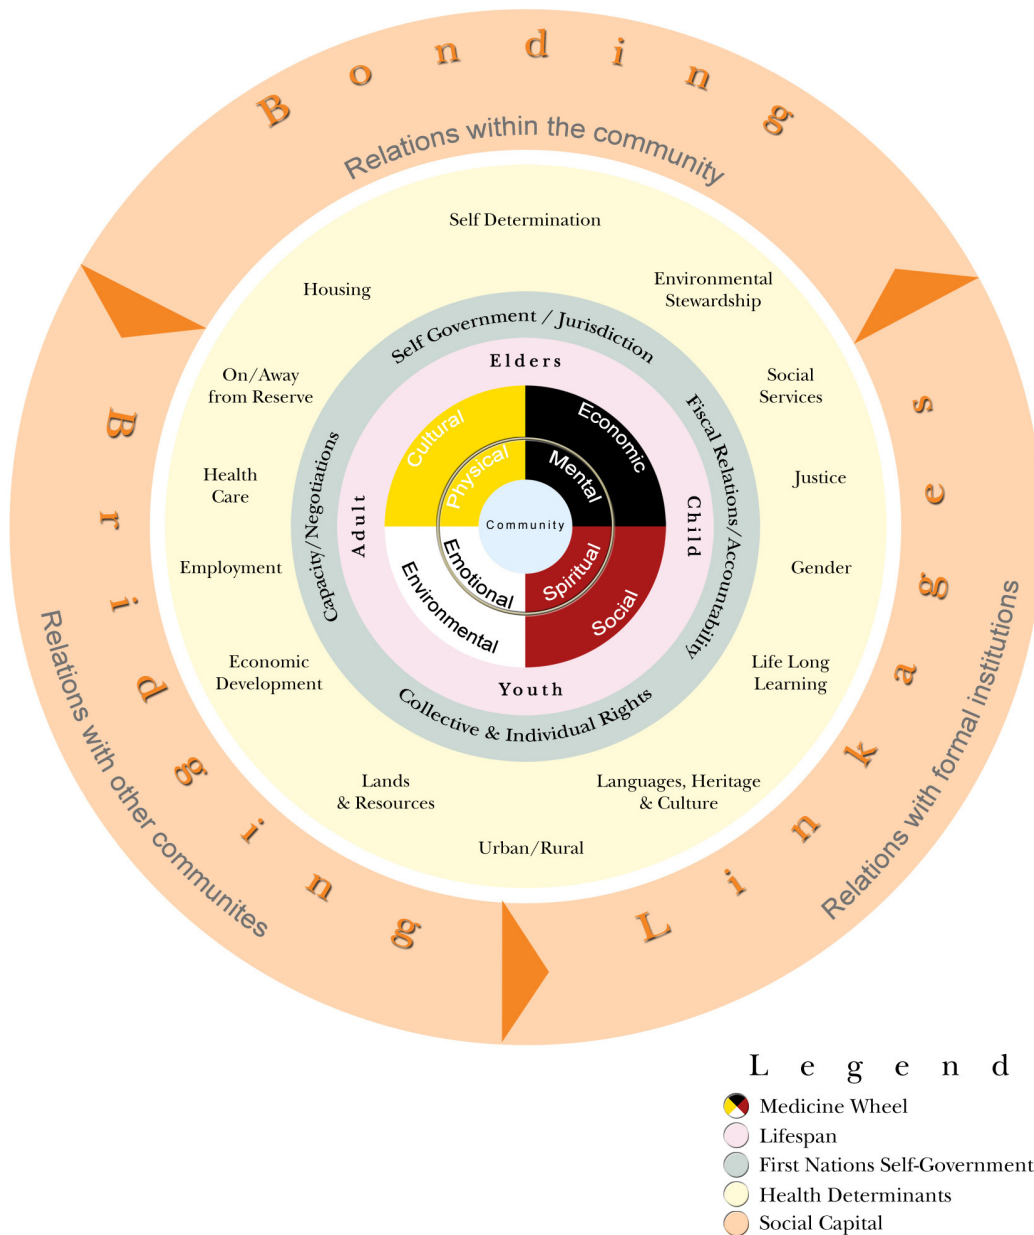 Bonding
Relations within the community
Self Determination
Housing
Environmental
Stewardship
Self Government / Jurisdiction
Elders
On/Away
from Reserve
Social
Services
Cultural
Economic
Fiscal Relations/Accountability
Physical
Mental
Capacity/Negotiations
Health
Care
Justice
Adult
Community
Child
Employment
Gender
Emotional
Spiritual
Environmental
Social
Economic
Development
Life Long
Learning
Youth
Collective & Individual Rights
Lands
& Resources
Languages, Heritage
& Culture
Urban/Rural
Bridging
Relations with other communites
Linkages
Relations with formal institutions
Legend
Medicine Wheel
Lifespan
First Nations Self-Government
Health Determinants
Social Capital